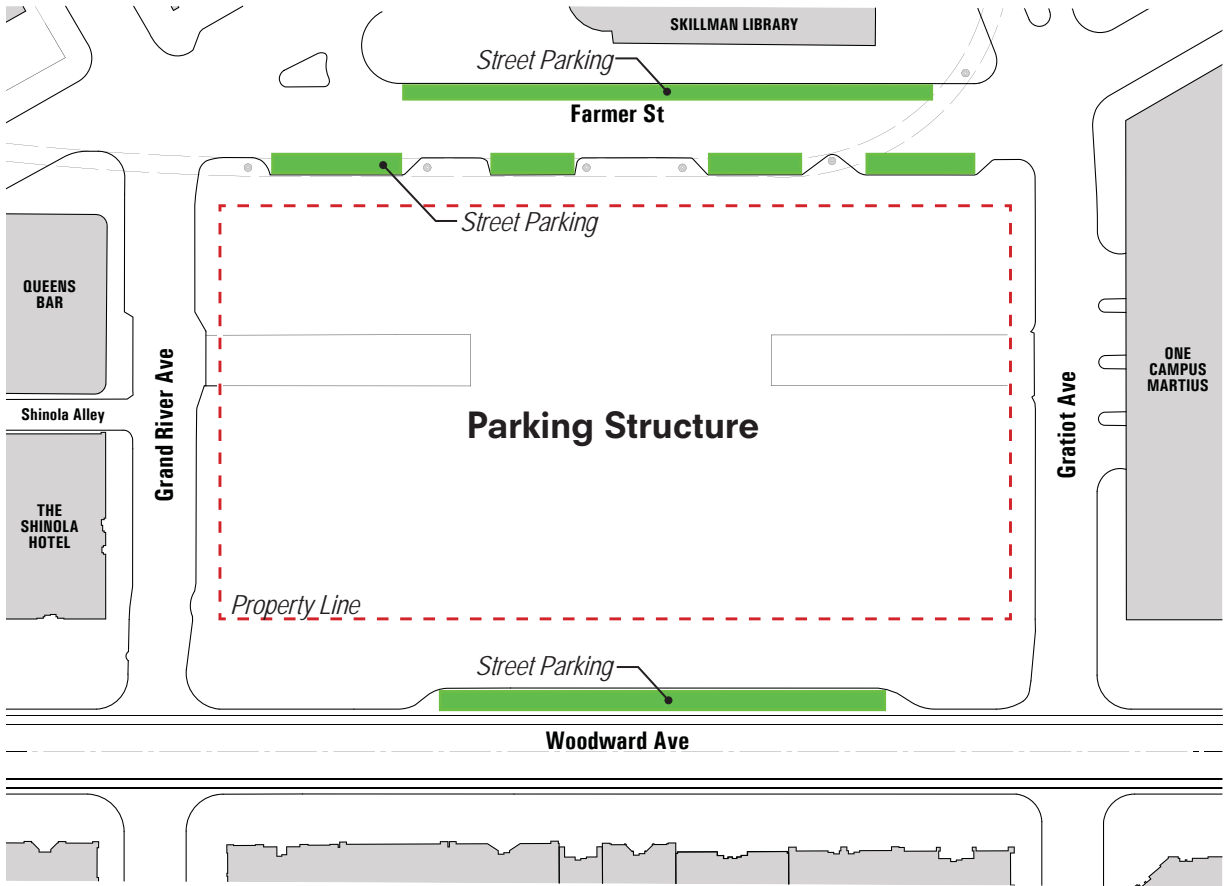 SKILLMAN LIBRARY
Street Parking
Farmer St
Street Parking
QUEENS
BAR
Grand River Ave
Shinola Alley
Parking Structure
Gratiot Ave
ONE
CAMPUS
MARTIUS
THE
SHINOLA
HOTEL
Property Line
Street Parking
Woodward Ave